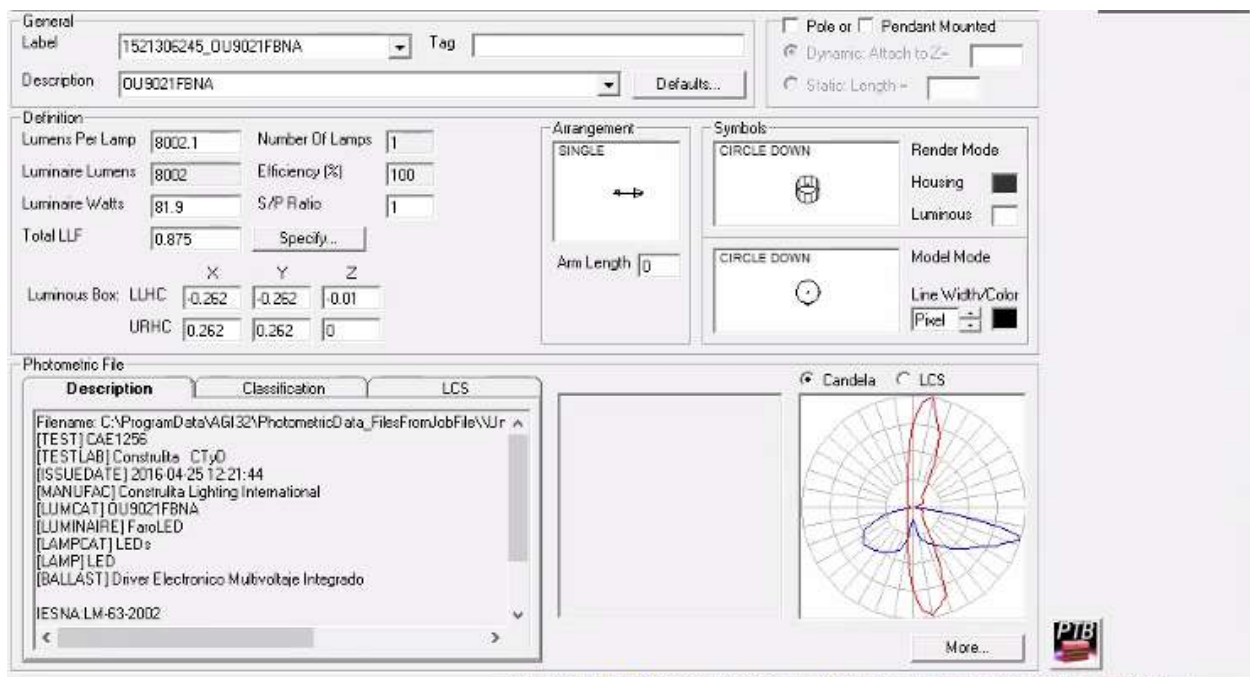 General
Label 1521306245_OU9021FBNA Tag
Description OU9021FBNA Defaults...
Pole or Pendant Mounted
Dynamic: Attach to Z=
Static: Length =
Definition
Lumens Per Lamp 8002.1 Number Of Lamps 1
Luminaire Lumens 8002 Efficiency (%) 100
Luminaire Watts 81.9 S/P Ratio 1
Total LLF 0.875 Specify...
X Y Z
Luminous Box: LLHC -0.262 -0.262 -0.01
URHC 0.262 0.262 0
Arrangement
SINGLE
Arm Length 0
Symbols
CIRCLE DOWN Render Mode
Housing
Luminous
CIRCLE DOWN Model Mode
Line Width/Color
Pixel
Photometric File
Description Classification LCS
Filename: C:\ProgramData\AGI32\PhotometricData_FilesFromJobFile\\Ur
[TEST] CAE1256
[TESTLAB] Construlita CTyO
[ISSUEDATE] 2016-04-25 12:21:44
[MANUFAC] Construlita Lighting International
[LUMCAT] OU9021FBNA
[LUMINAIRE] FaroLED
[LAMPCAT] LEDs
[LAMP] LED
[BALLAST] Driver Electronico Multivoltaje Integrado
IESNA:LM-63-2002
Candela LCS
More...
PTB